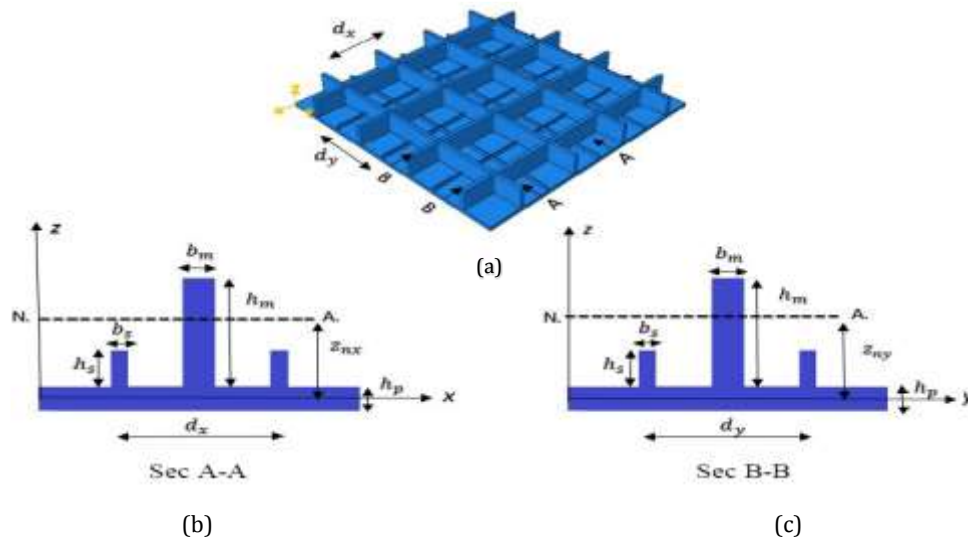 d_x
z
d_y
B
B
A
A
(a)
z
b_m
h_m
N.
A.
b_s
z_nx
h_s
h_p
x
d_x
Sec A-A
(b)
z
b_m
h_m
N.
A.
b_s
z_ny
h_s
h_p
y
d_y
Sec B-B
(c)